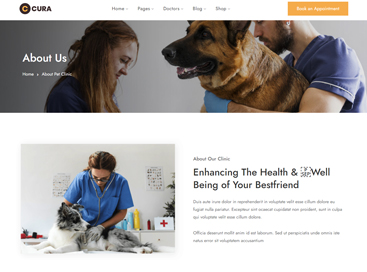 CURA
Home Pages Doctors Blog Shop
Book an Appointment
About Us
Home About Pet Clinic
About Our Clinic
Enhancing The Health & Well
Being of Your Bestfriend
Duis aute irure dolor in reprehenderit in voluptate velit esse cillum dolore eu
fugiat nulla pariatur. Excepteur sint occaecat cupidatat non proident, sunt in culpa
qui voluptate velit esse cillum dolore.
Officia deserunt mollit anim id est laborum. Sed ut perspiciatis unde omnis iste
natus error sit voluptatem accusantium